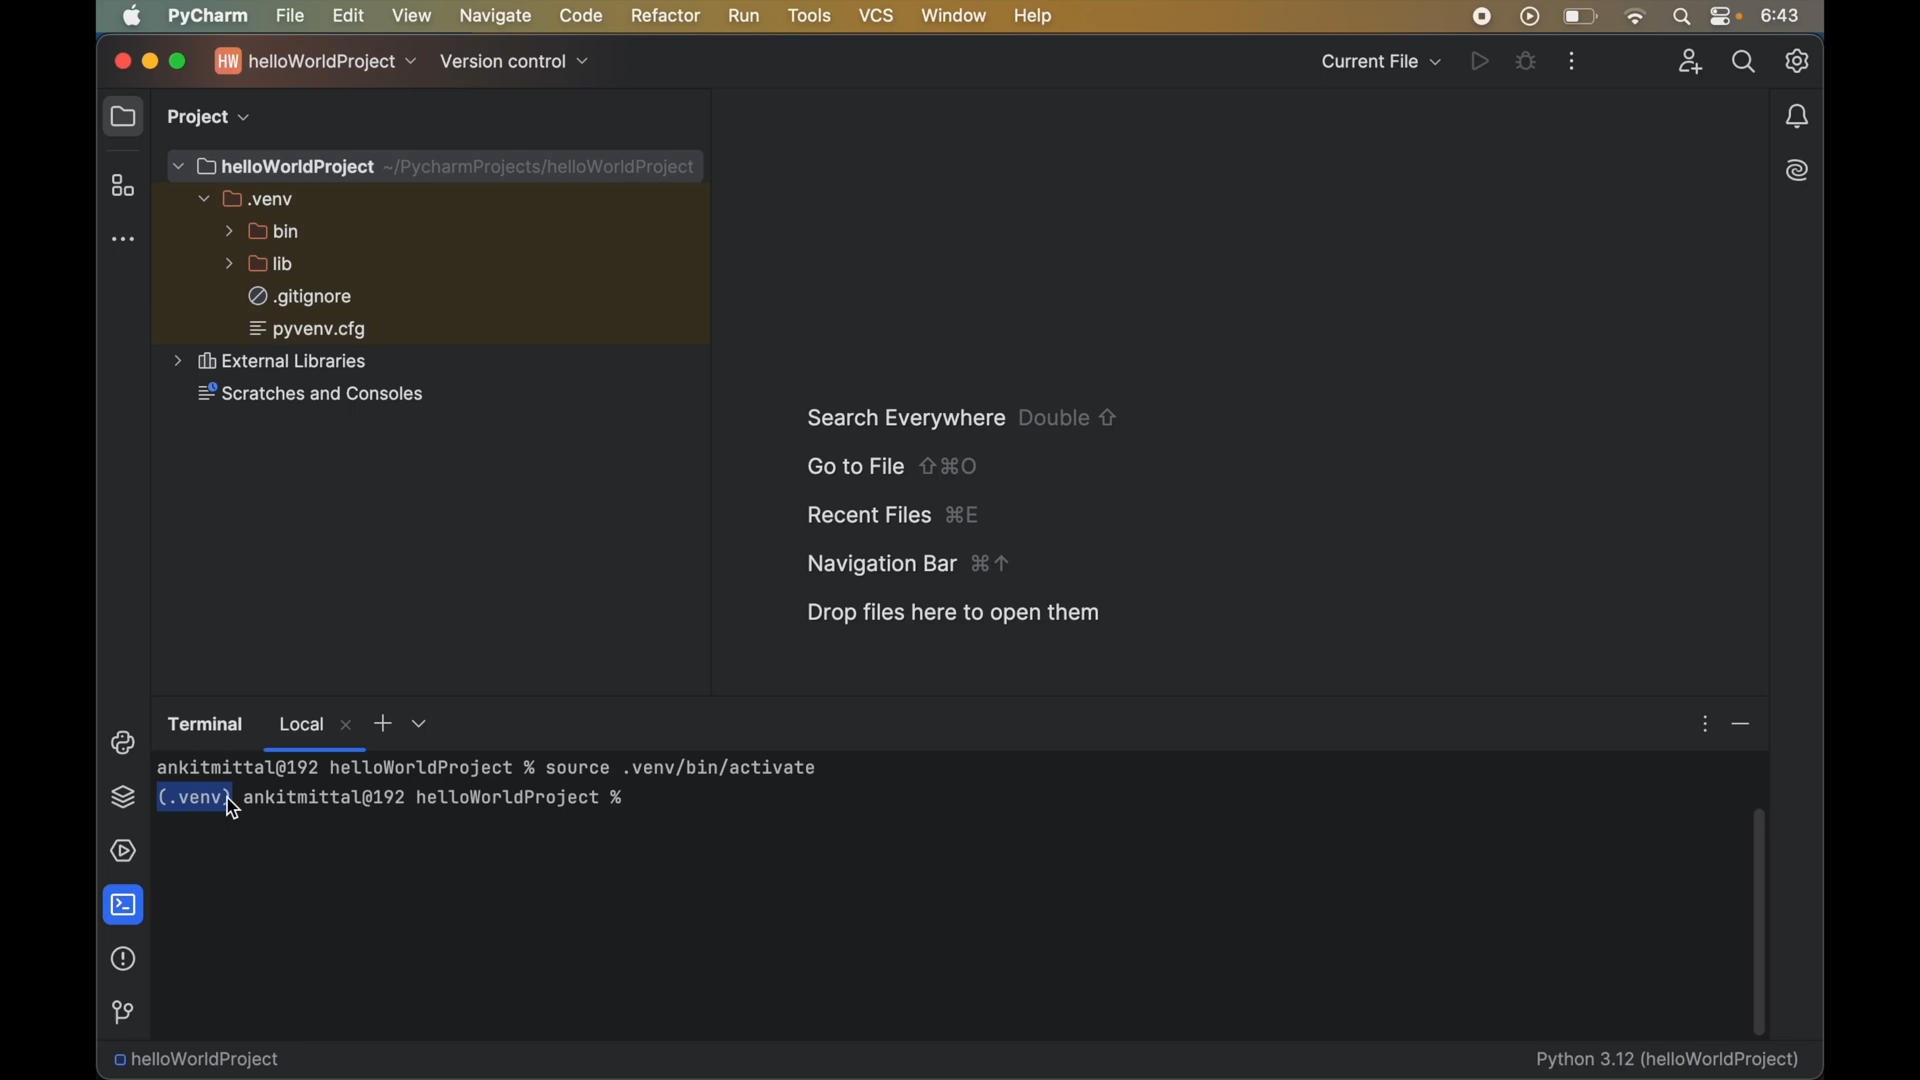 PyCharm File Edit View Navigate Code Refactor Run Tools VCS Window Help 6:43
HW helloWorldProject Version control Current File
Project
helloWorldProject ~/PycharmProjects/helloWorldProject
.venv
bin
lib
.gitignore
pyvenv.cfg
External Libraries
Scratches and Consoles
Search Everywhere Double ⇧
Go to File ⇧⌘O
Recent Files ⌘E
Navigation Bar ⌘↑
Drop files here to open them
Terminal Local
ankitmittal@192 helloWorldProject % source .venv/bin/activate
(.venv) ankitmittal@192 helloWorldProject %
helloWorldProject Python 3.12 (helloWorldProject)